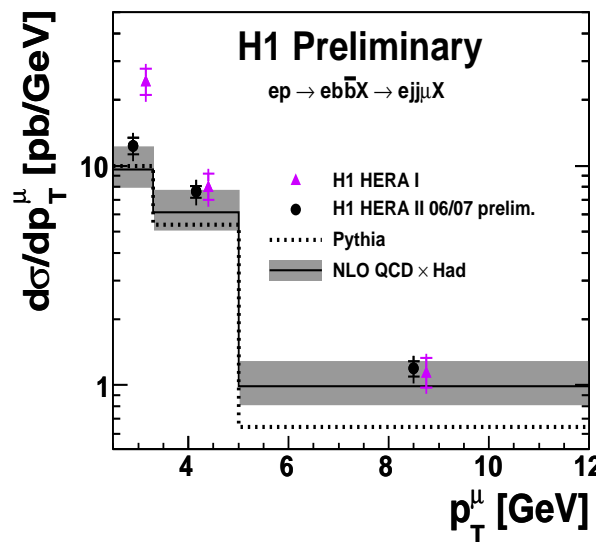 H1 Preliminary
ep → ebb̅X → ejjμX
dσ/dp_T^μ [pb/GeV]
10
1
H1 HERA I
H1 HERA II 06/07 prelim.
Pythia
NLO QCD × Had
4 6 8 10 12
p_T^μ [GeV]